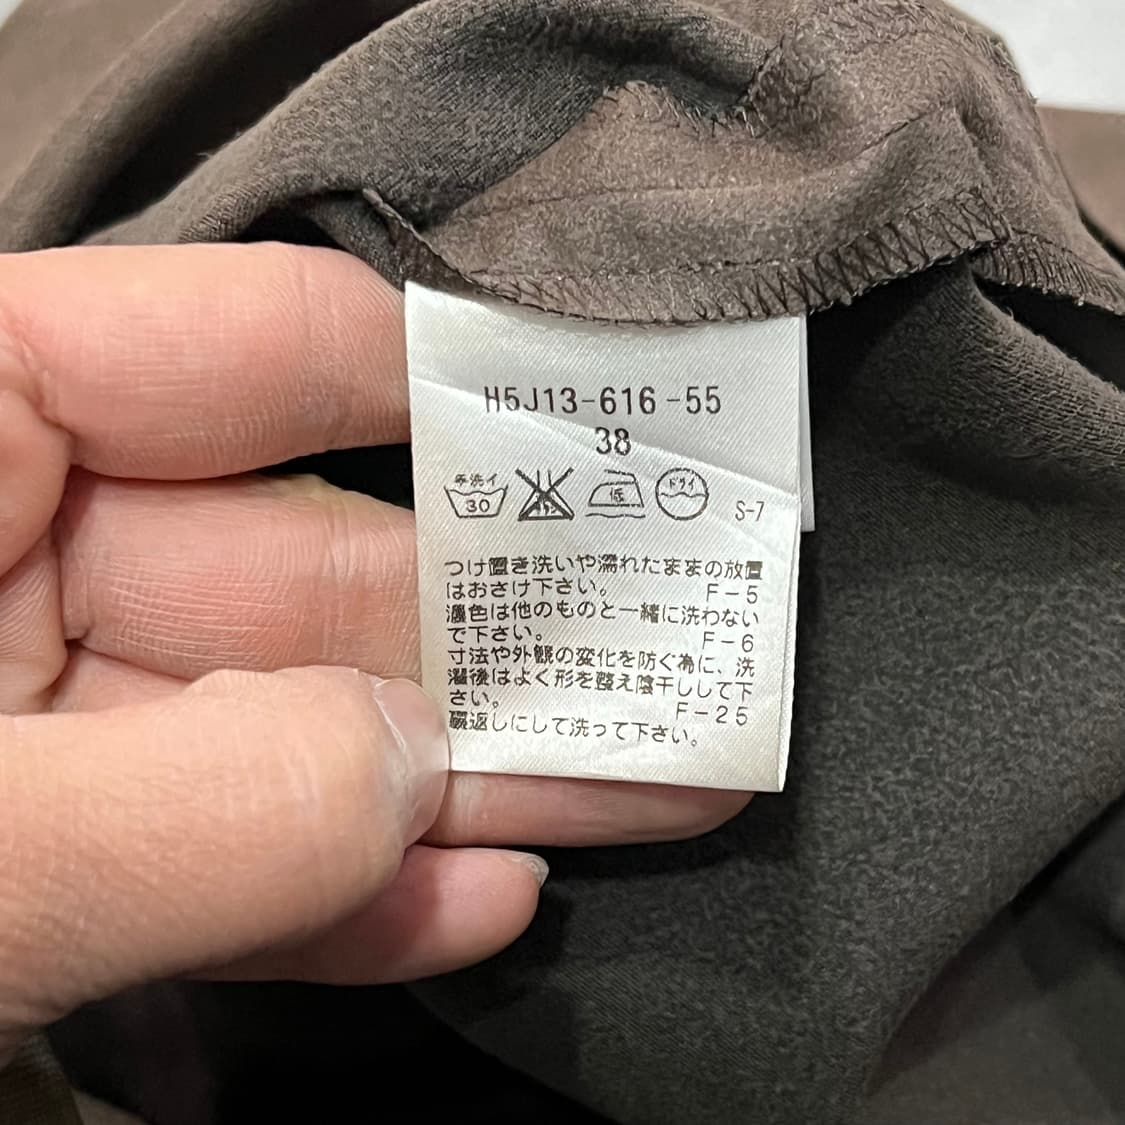 H5J13-616-55
38
手洗イ
30
エンソ
低
ドライ
S-7
つけ置き洗いや濡れたままの放置
はおさけ下さい。 F-5
濃色は他のものと一緒に洗わない
で下さい。 F-6
寸法や外観の変化を防ぐ為に、洗
濯後はよく形を整え陰干しして下
さい。 F-25
裏返しにして洗って下さい。